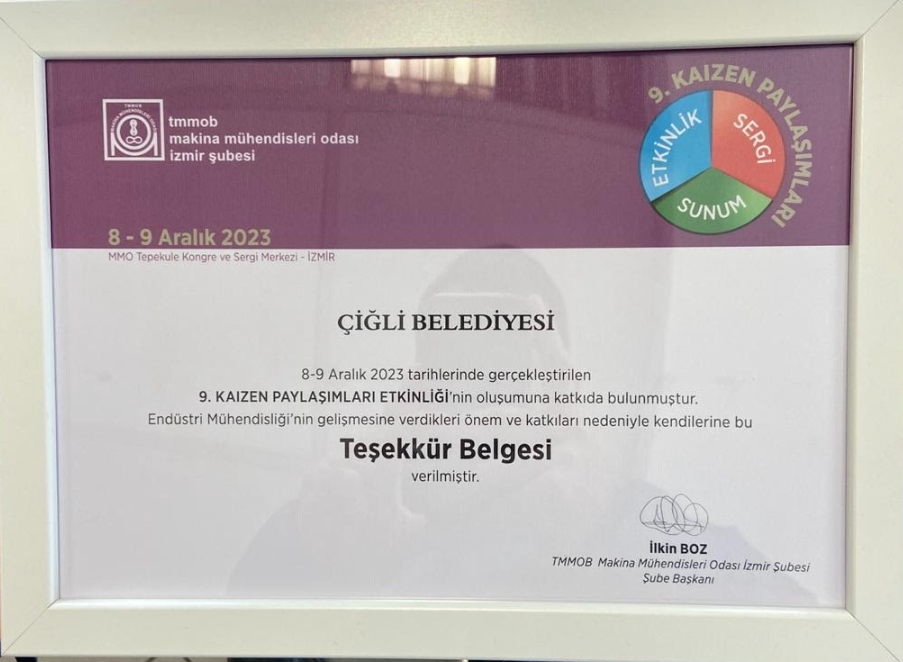 tmmob
makina mühendisleri odası
izmir şubesi
9. KAIZEN PAYLAŞIMLARI
ETKİNLİK
SERGİ
SUNUM
8 - 9 Aralık 2023
MMO Tepekule Kongre ve Sergi Merkezi - İZMİR
ÇİĞLİ BELEDİYESİ
8-9 Aralık 2023 tarihlerinde gerçekleştirilen
9. KAIZEN PAYLAŞIMLARI ETKİNLİĞİ'nin oluşumuna katkıda bulunmuştur.
Endüstri Mühendisliği'nin gelişmesine verdikleri önem ve katkıları nedeniyle kendilerine bu
Teşekkür Belgesi
verilmiştir.
İlkin BOZ
TMMOB Makina Mühendisleri Odası İzmir Şubesi
Şube Başkanı